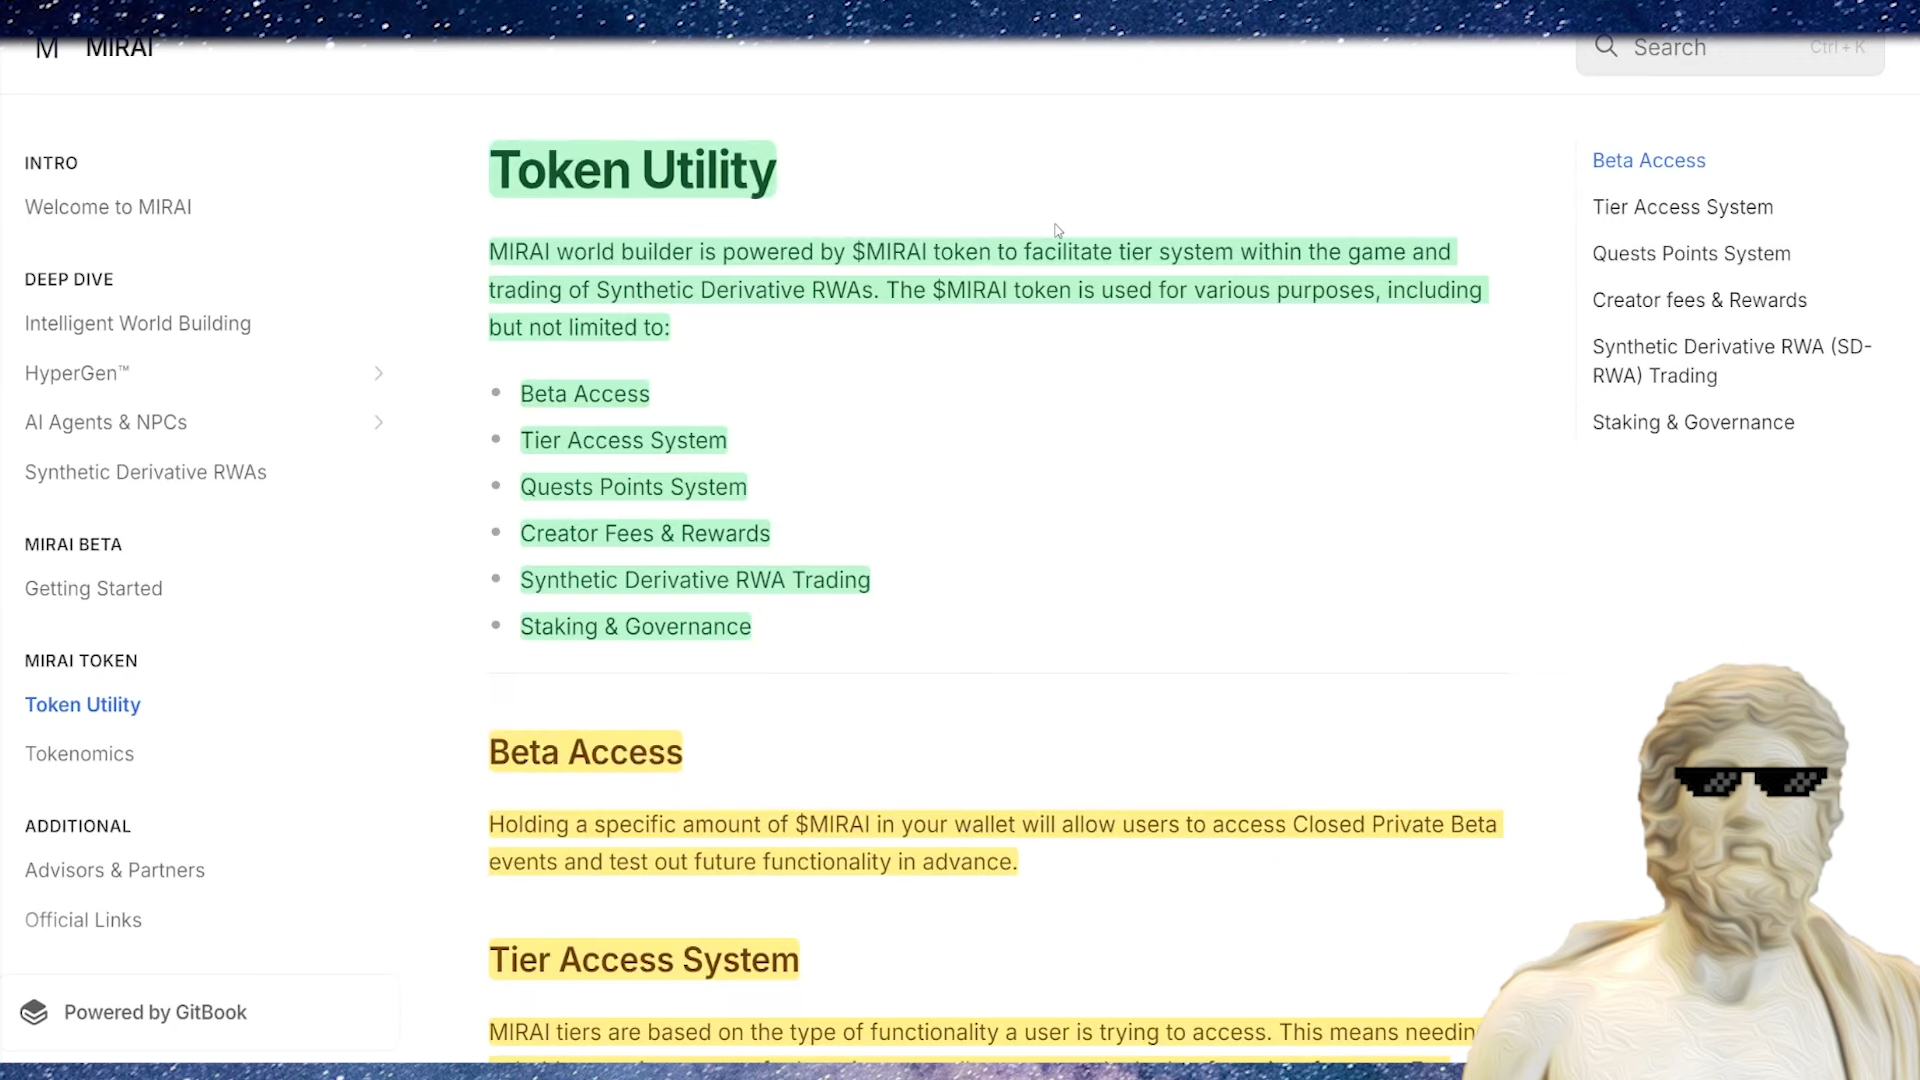 M MIRAI
Search Ctrl + K
INTRO
Welcome to MIRAI
DEEP DIVE
Intelligent World Building
HyperGen™
AI Agents & NPCs
Synthetic Derivative RWAs
MIRAI BETA
Getting Started
MIRAI TOKEN
Token Utility
Tokenomics
ADDITIONAL
Advisors & Partners
Official Links
Powered by GitBook
Token Utility
MIRAI world builder is powered by $MIRAI token to facilitate tier system within the game and
trading of Synthetic Derivative RWAs. The $MIRAI token is used for various purposes, including
but not limited to:
Beta Access
Tier Access System
Quests Points System
Creator Fees & Rewards
Synthetic Derivative RWA Trading
Staking & Governance
Beta Access
Holding a specific amount of $MIRAI in your wallet will allow users to access Closed Private Beta
events and test out future functionality in advance.
Tier Access System
MIRAI tiers are based on the type of functionality a user is trying to access. This means
Beta Access
Tier Access System
Quests Points System
Creator fees & Rewards
Synthetic Derivative RWA (SD-
RWA) Trading
Staking & Governance